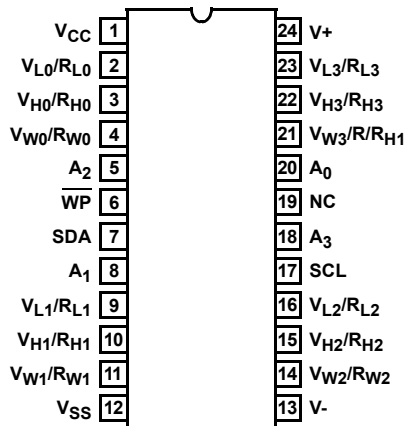 VCC 1 24 V+
VL0/RL0 2 23 VL3/RL3
VH0/RH0 3 22 VH3/RH3
VW0/RW0 4 21 VW3/R/RH1
A2 5 20 A0
WP 6 19 NC
SDA 7 18 A3
A1 8 17 SCL
VL1/RL1 9 16 VL2/RL2
VH1/RH1 10 15 VH2/RH2
VW1/RW1 11 14 VW2/RW2
VSS 12 13 V-